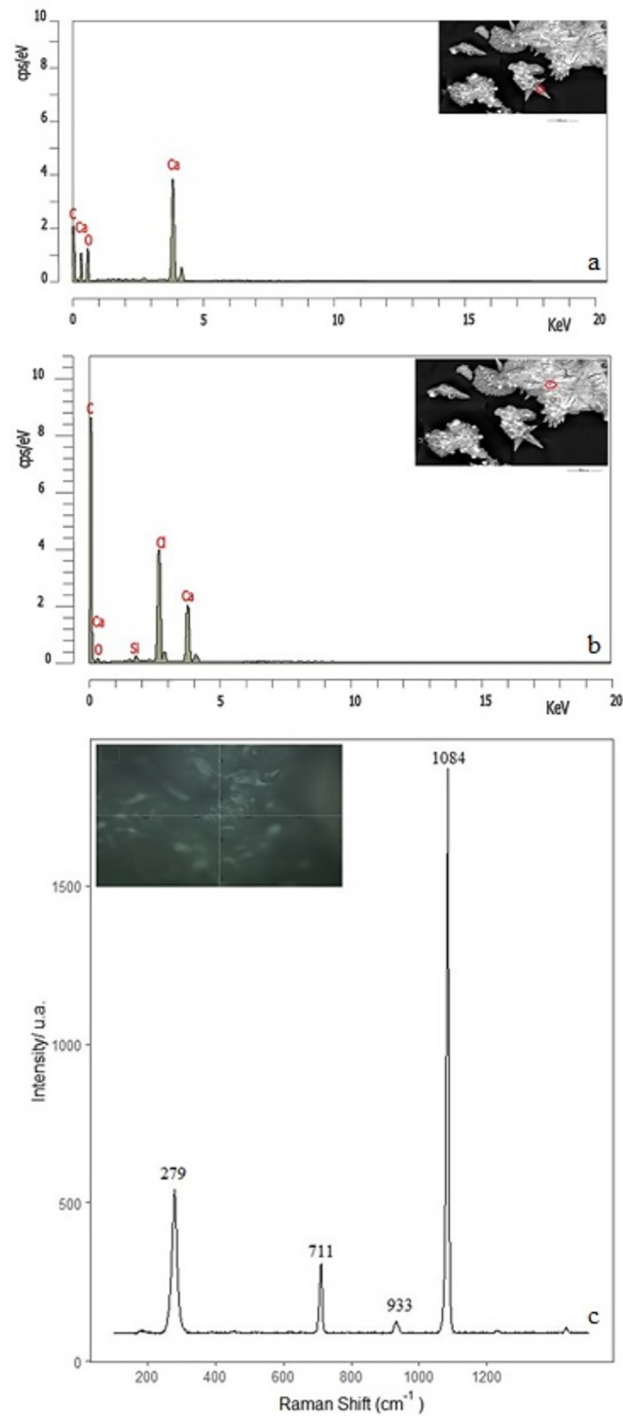 10
8
6
4
2
0
cps/eV
C
Ca
O
Ca
a
0
5
10
15
20
KeV
10
8
6
4
2
0
cps/eV
C
Ca
O
Si
Cl
Ca
b
0
5
10
15
20
KeV
1084
1500
1000
500
0
Intensity/ u.a.
279
711
933
c
200
400
600
800
1000
1200
Raman Shift (cm⁻¹ )